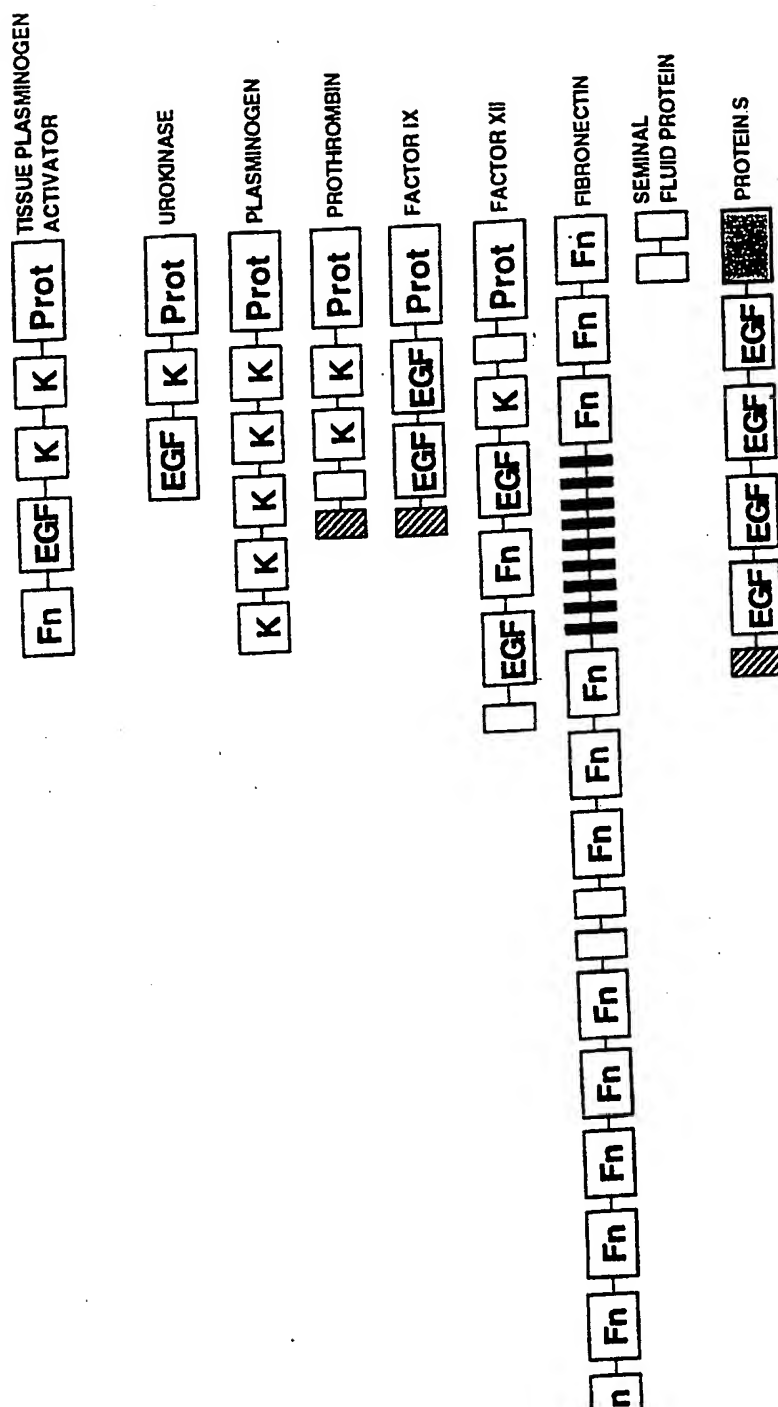 Fn EGF K K Prot TISSUE PLASMINOGEN
ACTIVATOR
EGF K Prot UROKINASE
K K K K K Prot PLASMINOGEN
K K Prot PROTHROMBIN
EGF EGF Prot FACTOR IX
EGF Fn EGF K Prot FACTOR XII
Fn Fn Fn Fn Fn Fn Fn Fn Fn Fn Fn FIBRONECTIN
SEMINAL
FLUID PROTEIN
EGF EGF EGF EGF PROTEIN S